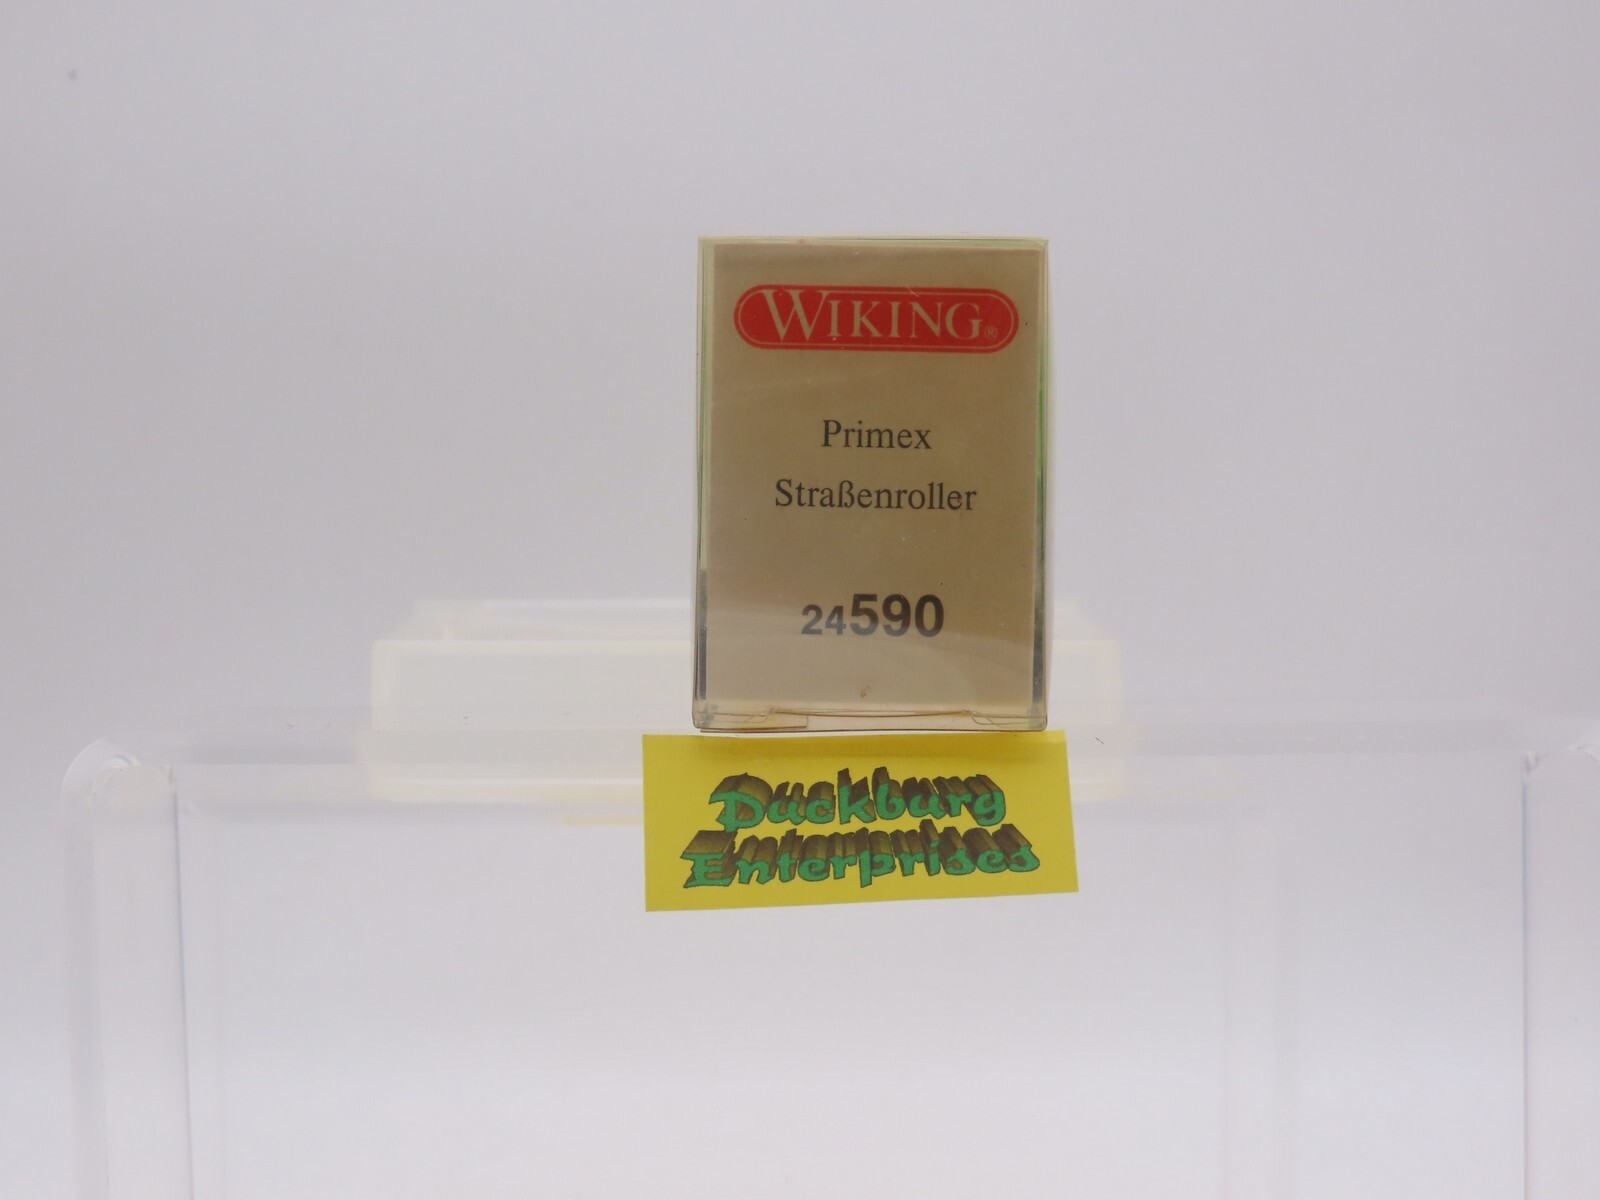 WIKING®
Primex
Straßenroller
24590
Duckburg
Enterprises